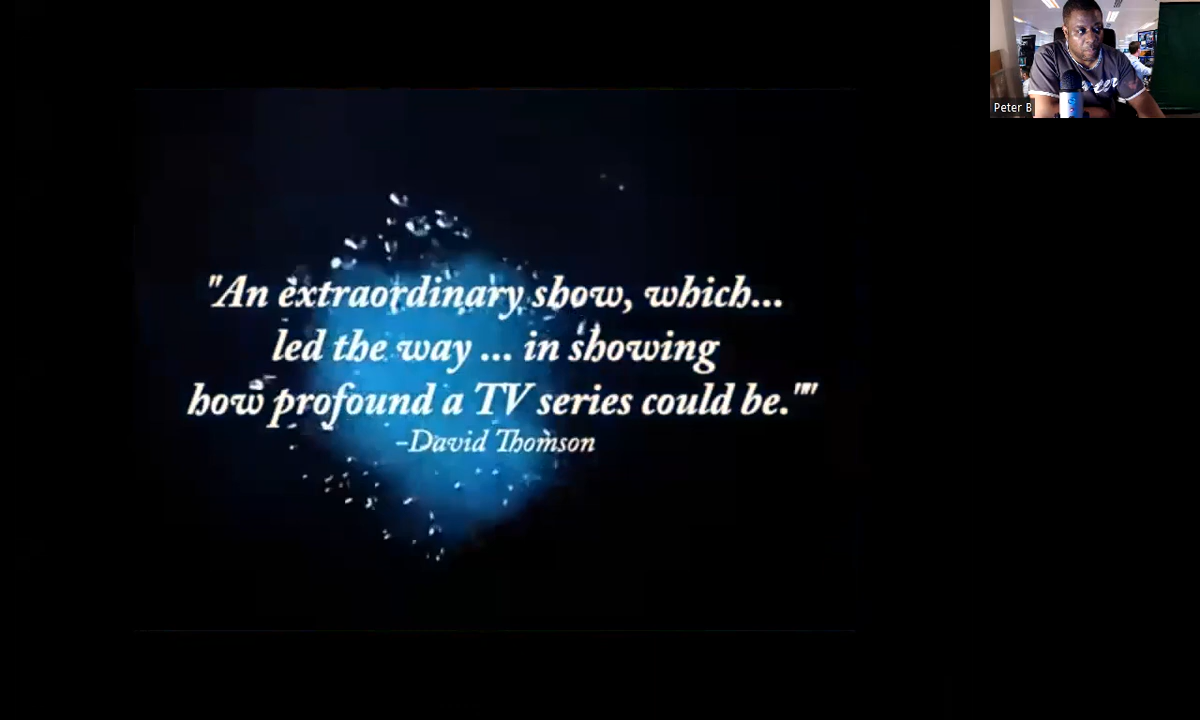 "An extraordinary show, which...
led the way ... in showing
how profound a TV series could be.""
-David Thomson
Peter B